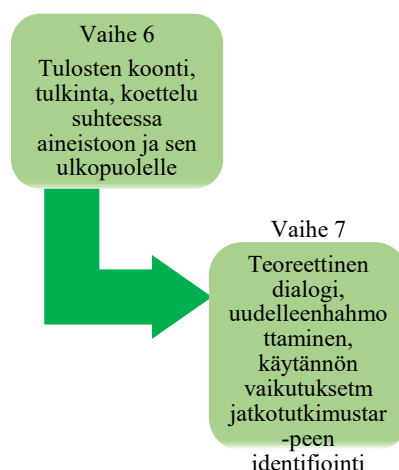 Vaihe 6
Tulosten koonti,
tulkinta, koettelu
suhteessa
aineistoon ja sen
ulkopuolelle
Vaihe 7
Teoreettinen
dialogi,
uudelleenhahmo
ttaminen,
käytännön
vaikutuksetm
jatkotutkimustar
-peen
identifiointi